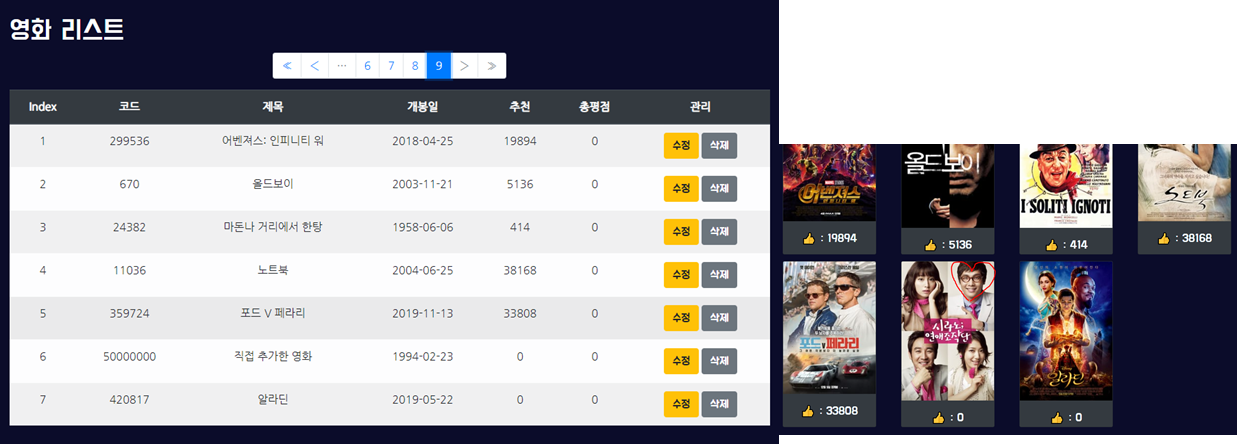 영화 리스트
≪ < ... 6 7 8 9 > ≫
Index 코드 제목 개봉일 추천 총평점 관리
1 299536 어벤져스: 인피니티 워 2018-04-25 19894 0 수정 삭제
2 670 올드보이 2003-11-21 5136 0 수정 삭제
3 24382 마돈나 거리에서 한탕 1958-06-06 414 0 수정 삭제
4 11036 노트북 2004-06-25 38168 0 수정 삭제
5 359724 포드 V 페라리 2019-11-13 33808 0 수정 삭제
6 50000000 직접 추가한 영화 1994-02-23 0 0 수정 삭제
7 420817 알라딘 2019-05-22 0 0 수정 삭제
어벤져스
: 19894
올드보이
: 5136
I SOLITI IGNOTI
: 414
노트북
: 38168
포드 V 페라리
: 33808
시라노;
연애조작단
: 0
알라딘
: 0